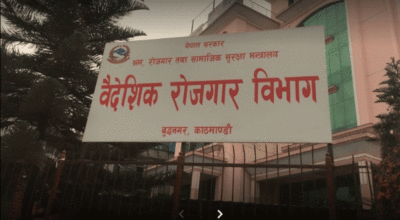 नेपाल सरकार
श्रम, रोजगार तथा सामाजिक सुरक्षा मन्त्रालय
वैदेशिक रोजगार विभाग
बुद्धनगर, काठमाण्डौ